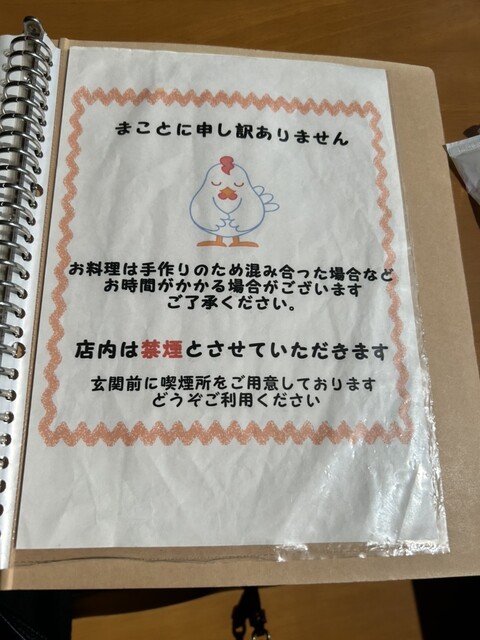 まことに申し訳ありません
お料理は手作りのため混み合った場合など
お時間がかかる場合がございます
ご了承ください。
店内は禁煙とさせていただきます
玄関前に喫煙所をご用意しております
どうぞご利用ください